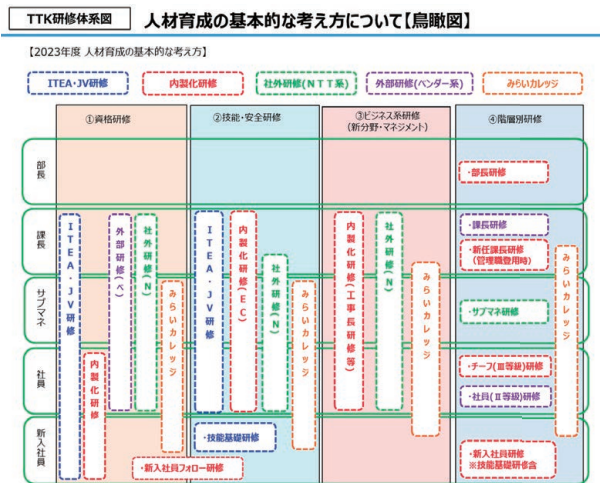 TTK研修体系図
人材育成の基本的な考え方について【鳥瞰図】
【2023年度 人材育成の基本的な考え方】
ITEA・JV研修
内製化研修
社外研修(NTT系)
外部研修(ベンダー系)
みらいカレッジ
①資格研修
②技能・安全研修
③ビジネス系研修
(新分野・マネジメント)
④階層別研修
部長
・部長研修
課長
ITEA・JV研修
外部研修(ベ)
社外研修(N)
ITEA・JV研修
内製化研修(EC)
社外研修(N)
内製化研修(工事長研修等)
社外研修(N)
みらいカレッジ
・課長研修
・新任課長研修
(管理職登用時)
みらいカレッジ
サブマネ
みらいカレッジ
みらいカレッジ
・サブマネ研修
社員
内製化研修
・チーフ(Ⅲ等級)研修
・社員(Ⅱ等級)研修
新入社員
・技能基礎研修
・新入社員フォロー研修
・新入社員研修
※技能基礎研修含